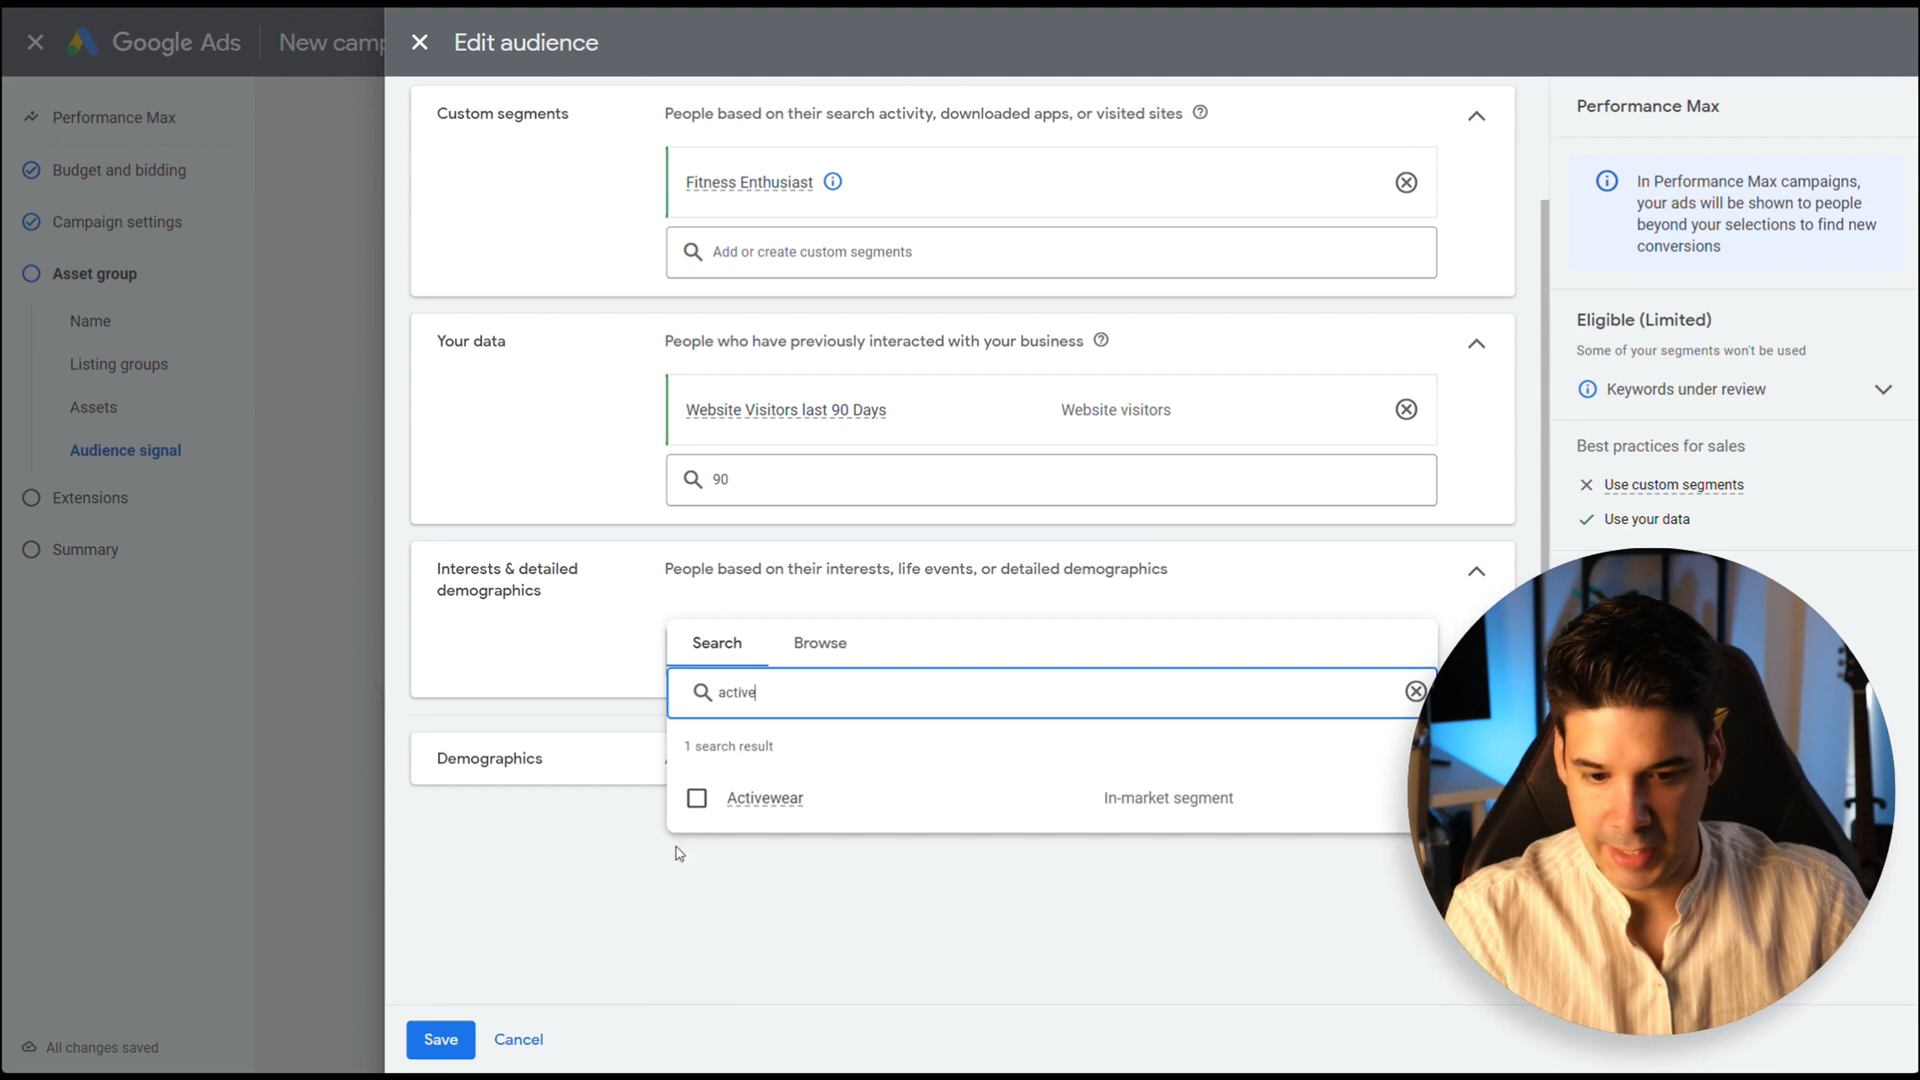 Google Ads
New camp
Edit audience
Performance Max
Budget and bidding
Campaign settings
Asset group
Name
Listing groups
Assets
Audience signal
Extensions
Summary
All changes saved
Custom segments
People based on their search activity, downloaded apps, or visited sites
Fitness Enthusiast
Add or create custom segments
Your data
People who have previously interacted with your business
Website Visitors last 90 Days
Website visitors
90
Interests & detailed
demographics
People based on their interests, life events, or detailed demographics
Search
Browse
active
1 search result
Activewear
In-market segment
Demographics
Save
Cancel
Performance Max
In Performance Max campaigns,
your ads will be shown to people
beyond your selections to find new
conversions
Eligible (Limited)
Some of your segments won't be used
Keywords under review
Best practices for sales
Use custom segments
Use your data